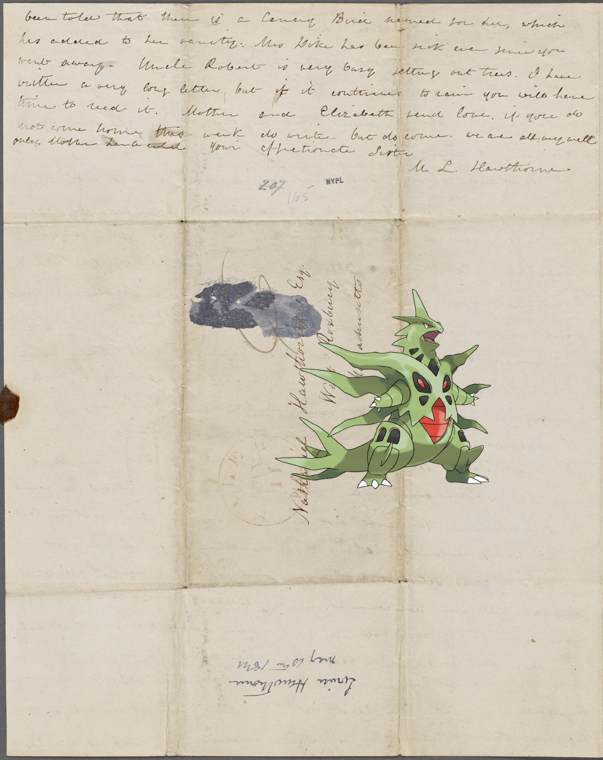 been told that there is a Canary Bird named for her, which
has added to her vanity. Mrs Dike has been sick ever since you
went away. Uncle Robert is very busy setting out trees. I have
written a very long letter, but if it continues to rain you will have
time to read it. Mother and Elizabeth send love. if you do
not come home this week do write but do come. we are all very well
only Mother has a cold your affectionate Sister
M L. Hawthorne.
207
165
NYPL
Nathaniel Hawthorne Esq.
West Roxbury
Massachusetts
Louisa Hawthorne
May 10th 1841